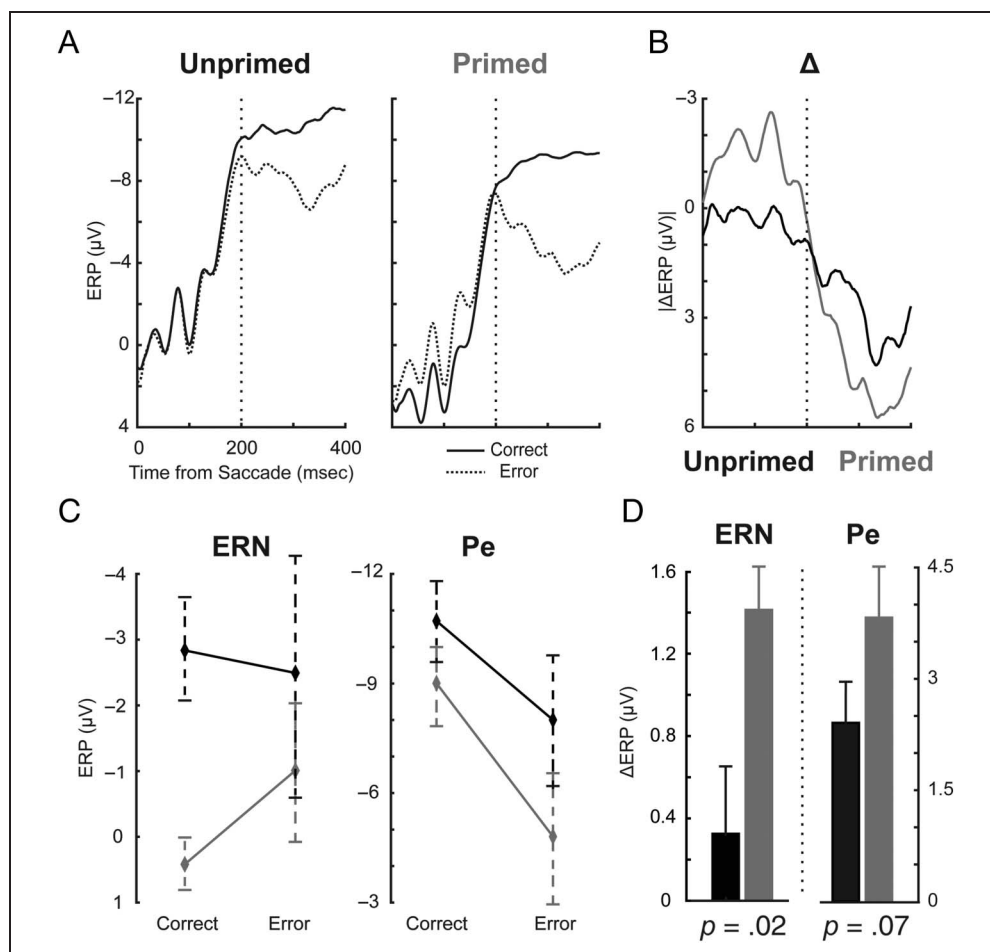 A
B
Unprimed
Primed
Δ
−12
−8
−4
0
4
ERP (µV)
0
200
400
Time from Saccade (msec)
Correct
Error
−3
0
3
6
|ΔERP (µV)|
Unprimed
Primed
C
D
ERN
Pe
−4
−3
−2
−1
0
1
ERP (µV)
Correct
Error
−12
−9
−6
−3
Correct
Error
ERN
Pe
1.6
1.2
0.8
0.4
0
ΔERP (µV)
4.5
3
1.5
0
p = .02
p = .07